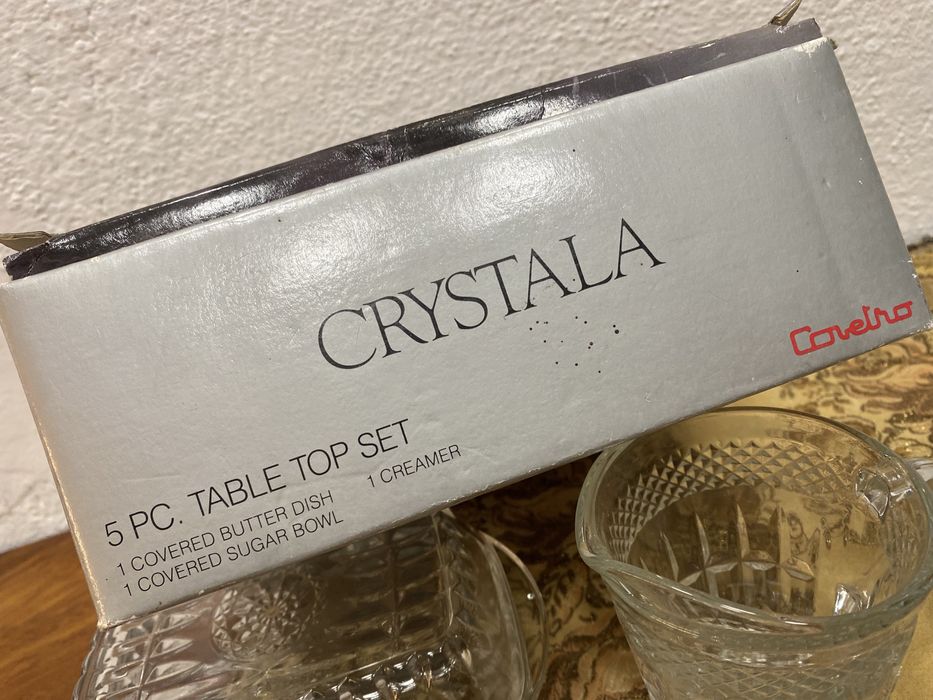 CRYSTALA
Covetro
5 PC. TABLE TOP SET
1 COVERED BUTTER DISH 1 CREAMER
1 COVERED SUGAR BOWL